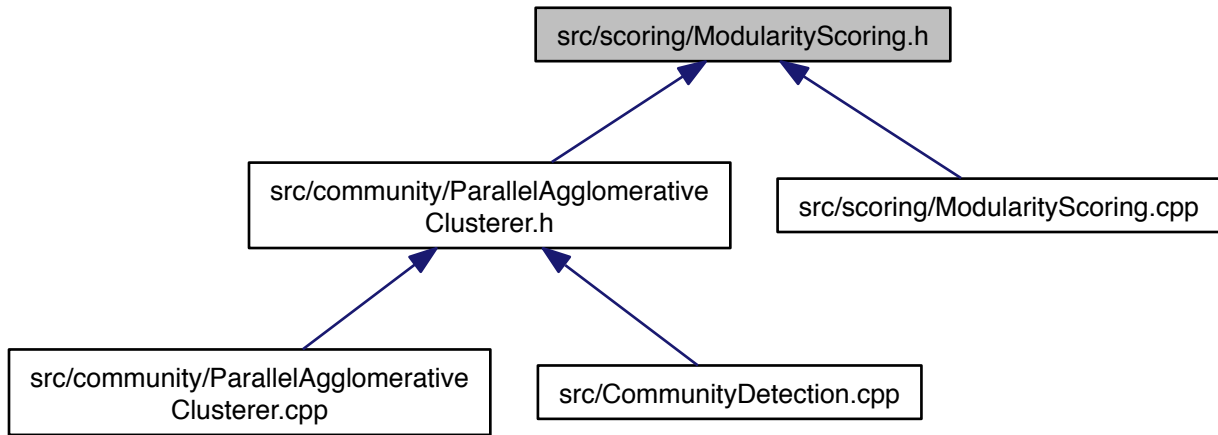 src/scoring/ModularityScoring.h
src/community/ParallelAgglomerative
Clusterer.h
src/scoring/ModularityScoring.cpp
src/community/ParallelAgglomerative
Clusterer.cpp
src/CommunityDetection.cpp